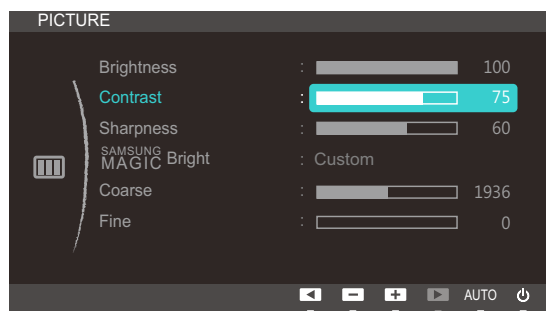 PICTURE
Brightness : 100
Contrast : 75
Sharpness : 60
SAMSUNG
MAGIC Bright : Custom
Coarse : 1936
Fine : 0
AUTO